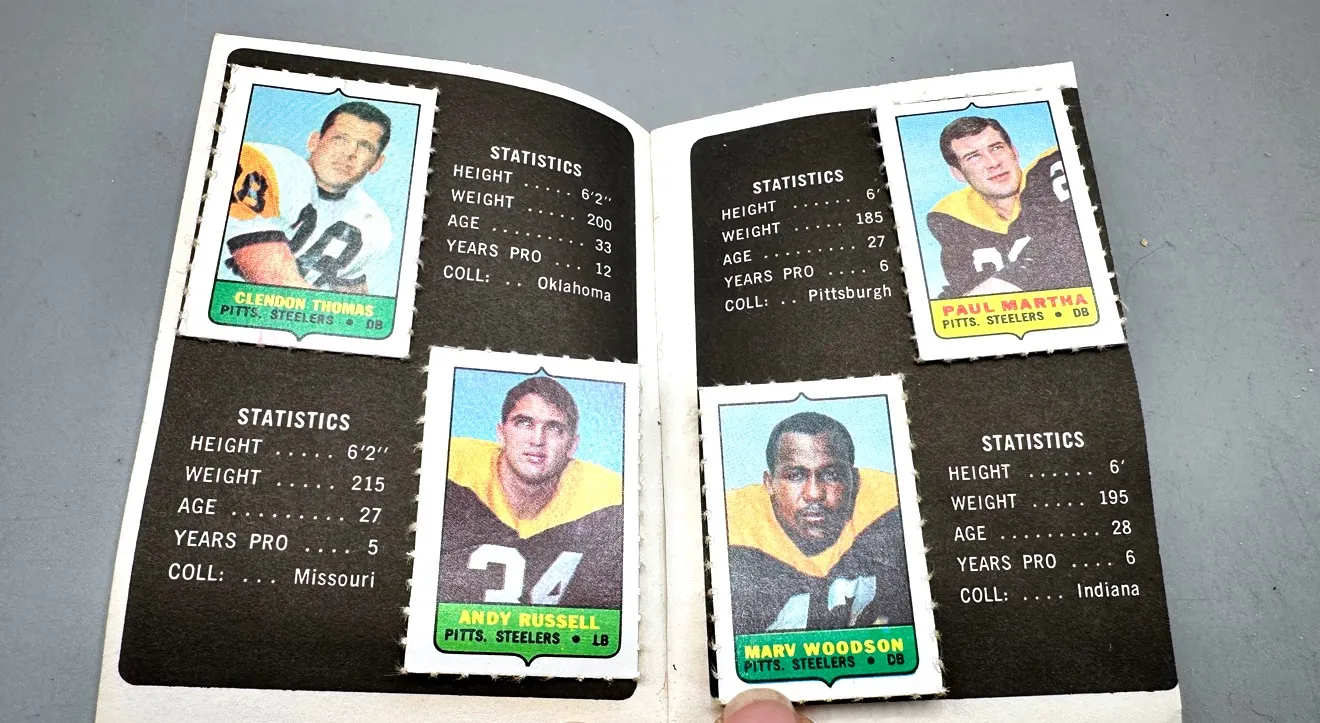 CLENDON THOMAS
PITTS. STEELERS • DB
STATISTICS
HEIGHT ..... 6'2''
WEIGHT ..... 200
AGE ......... 33
YEARS PRO ... 12
COLL: .. Oklahoma
STATISTICS
HEIGHT ..... 6'2''
WEIGHT ..... 215
AGE ......... 27
YEARS PRO .... 5
COLL: ... Missouri
34
ANDY RUSSELL
PITTS. STEELERS • LB
STATISTICS
HEIGHT ...... 6'
WEIGHT ..... 185
AGE ........ 27
YEARS PRO .... 6
COLL: .. Pittsburgh
PAUL MARTHA
PITTS. STEELERS • DB
MARV WOODSON
PITTS. STEELERS • DB
STATISTICS
HEIGHT ...... 6'
WEIGHT ..... 195
AGE ......... 28
YEARS PRO .... 6
COLL: .... Indiana